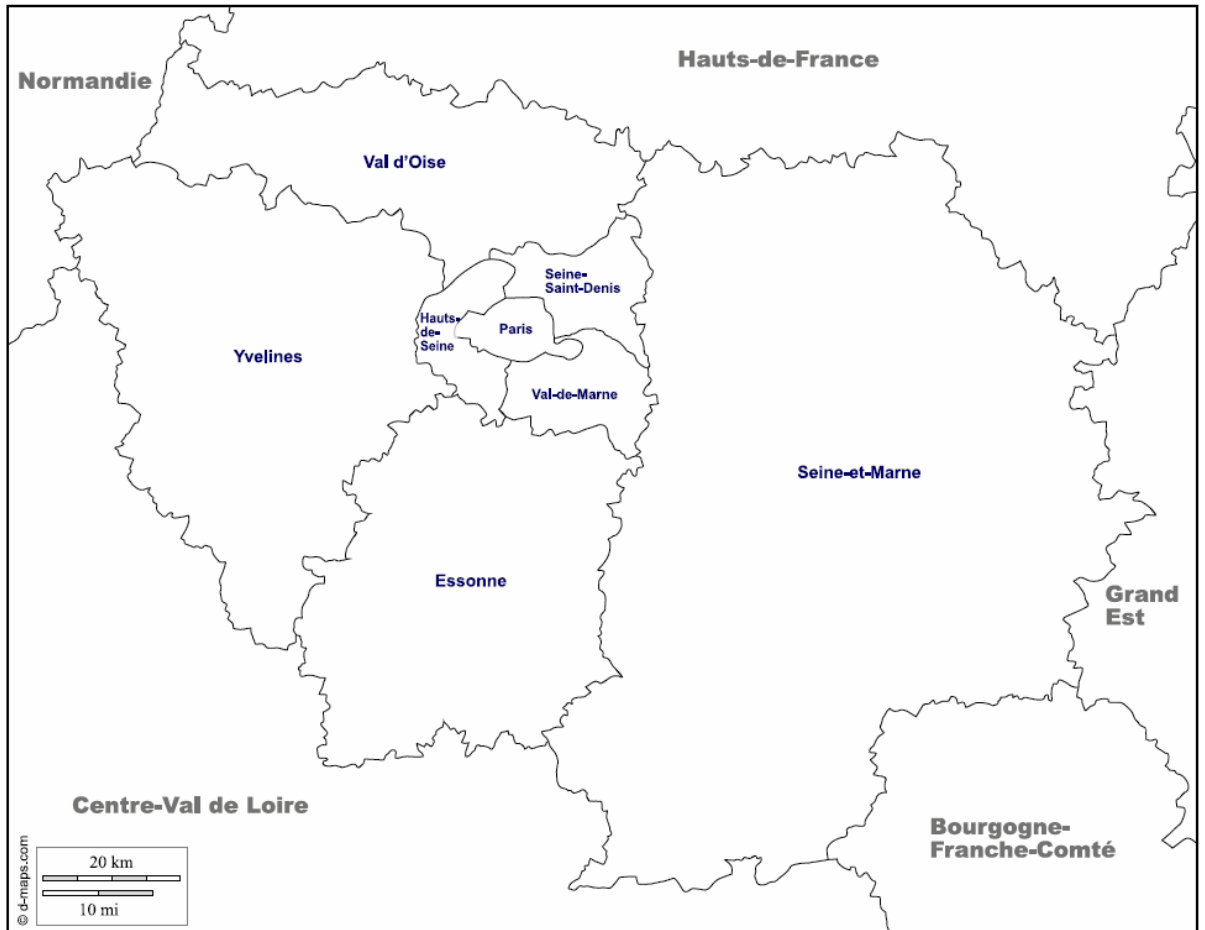 Hauts-de-France
Normandie
Val d'Oise
Seine-
Saint-Denis
Hauts-
de-
Seine
Paris
Yvelines
Val-de-Marne
Seine-et-Marne
Essonne
Grand
Est
Centre-Val de Loire
Bourgogne-
Franche-Comté
20 km
10 mi
© d-maps.com